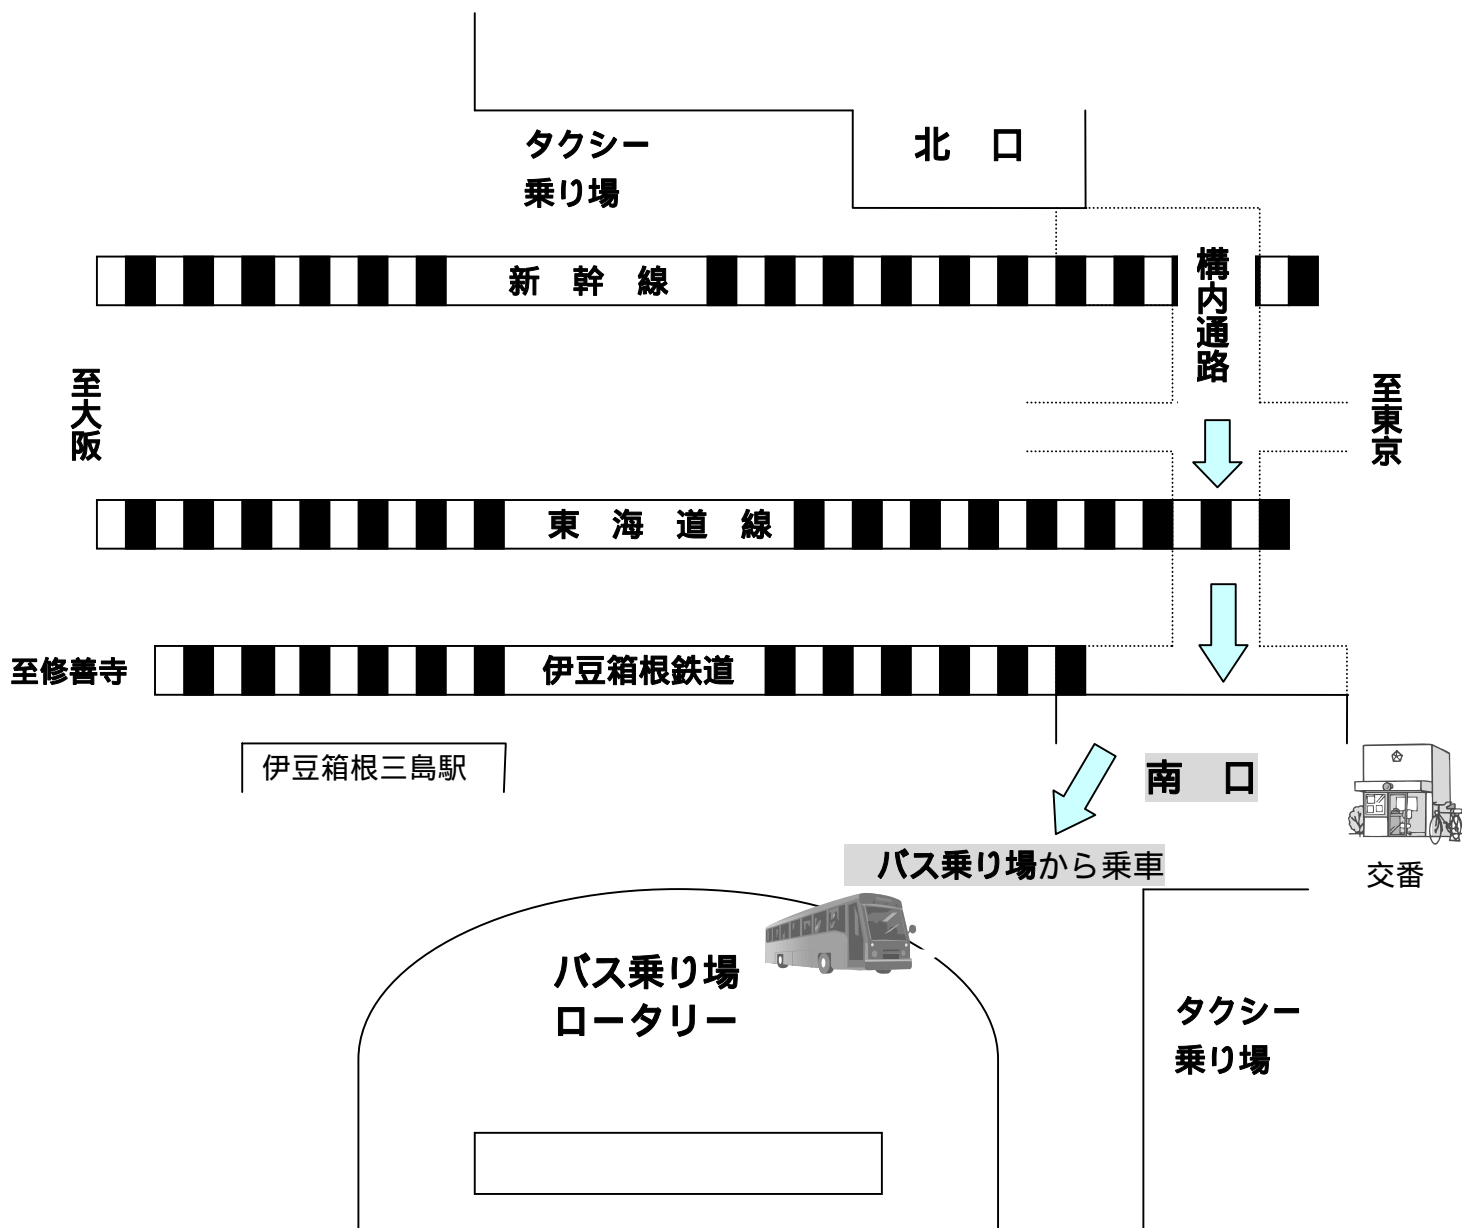 タクシー
乗り場
北　口
新　幹　線
構内通路
至大阪
至東京
東　海　道　線
至修善寺
伊豆箱根鉄道
伊豆箱根三島駅
南　口
バス乗り場から乗車
交番
バス乗り場
ロータリー
タクシー
乗り場